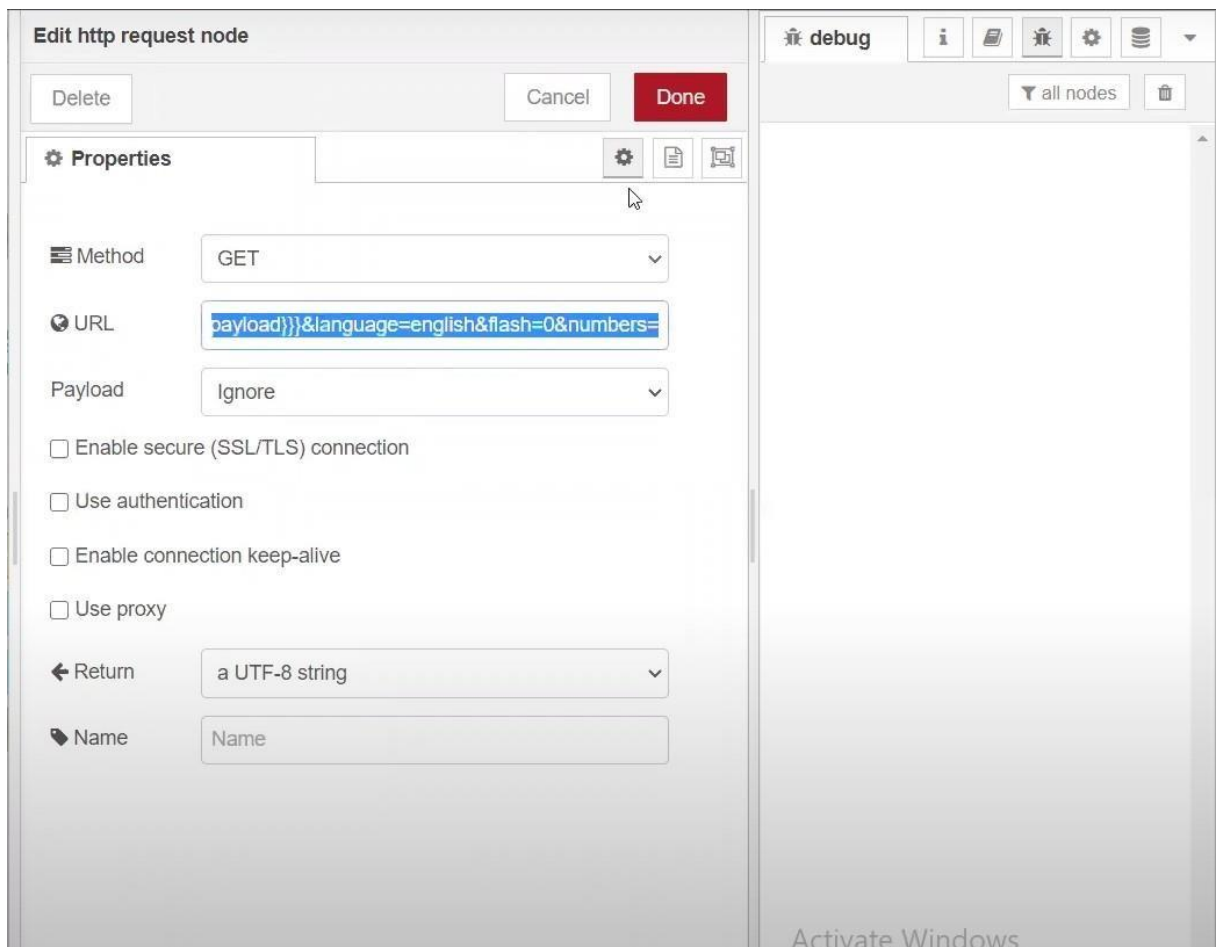 Edit http request node
debug
Delete
Cancel
Done
all nodes
Properties
Method
GET
URL
payload}}}&language=english&flash=0&numbers=
Payload
Ignore
Enable secure (SSL/TLS) connection
Use authentication
Enable connection keep-alive
Use proxy
Return
a UTF-8 string
Name
Name
Activate Windows